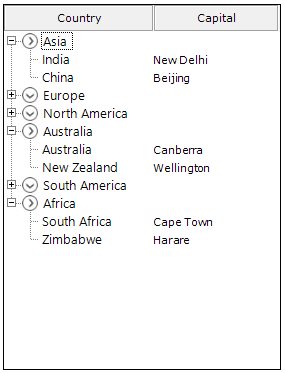 Country Capital
Asia
India New Delhi
China Beijing
Europe
North America
Australia
Australia Canberra
New Zealand Wellington
South America
Africa
South Africa Cape Town
Zimbabwe Harare